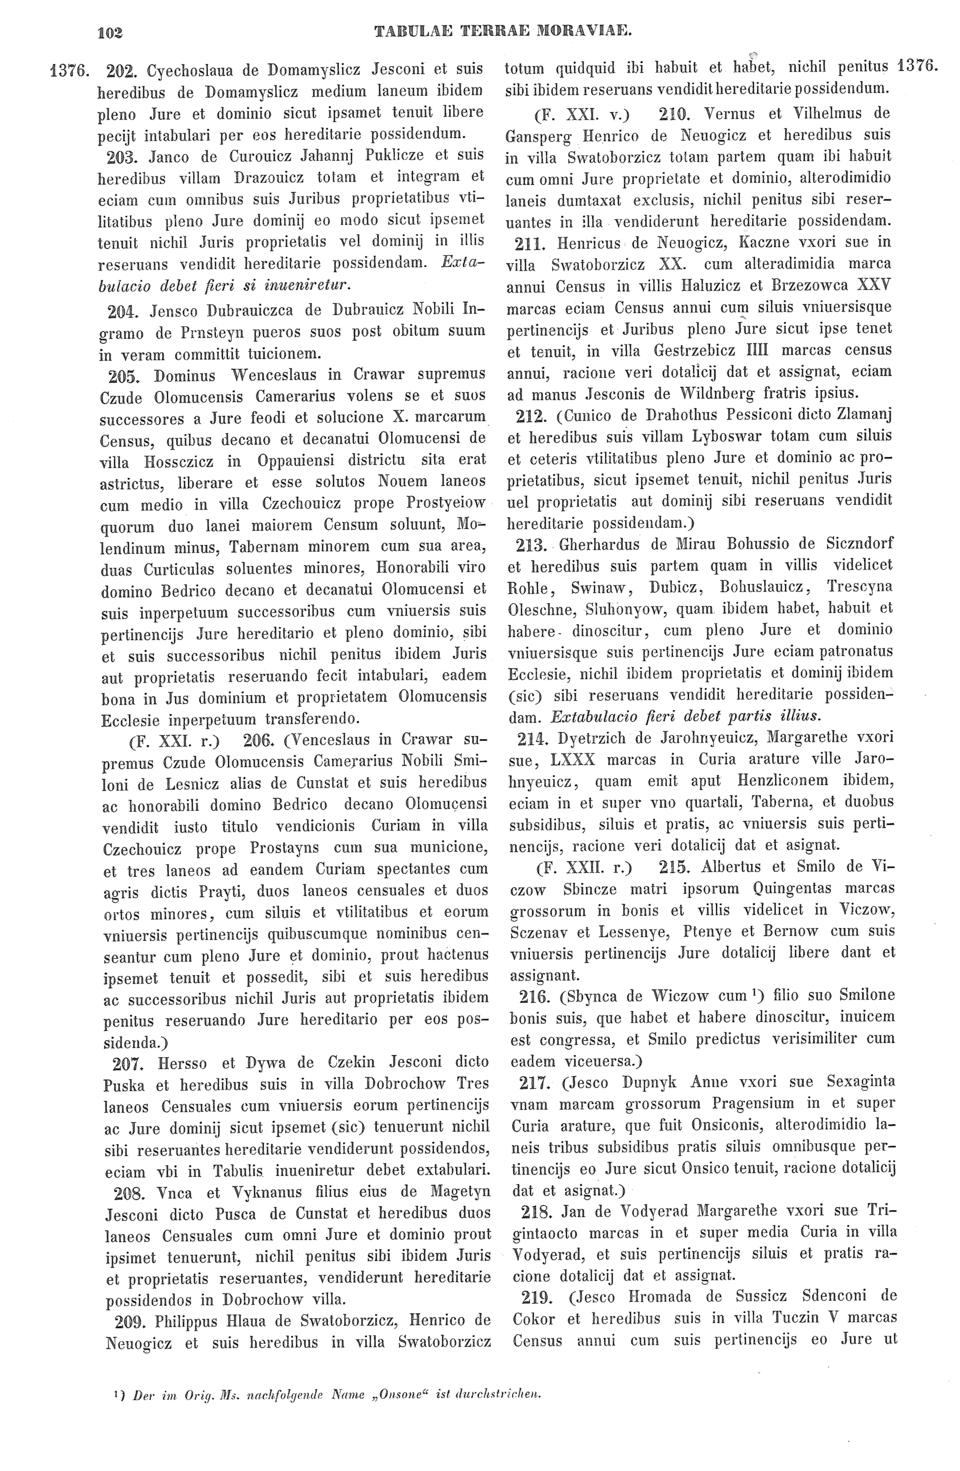 102
TABULAE TERRAE MORAVIAE.
1376. 202. Cyechoslaua de Domamyslicz Jesconi et suis
heredibus de Domamyslicz medium laneum ibidem
pleno Jure et dominio sicut ipsamet tenuit libere
pecijt intabulari per eos hereditarie possidendum.
203. Janco de Curouicz Jahannj Puklicze et suis
heredibus villam Drazouicz totam et integram et
eciam cum omnibus suis Juribus proprietatibus vti-
litatibus pleno Jure dominij eo modo sicut ipsemet
tenuit nichil Juris proprietatis vel dominij in illis
reseruans vendidit hereditarie possidendam. Exta-
bulacio debet fieri si inueniretur.
204. Jensco Dubrauiczca de Dubrauicz Nobili In-
gramo de Prnsteyn pueros suos post obitum suum
in veram committit tuicionem.
205. Dominus Wenceslaus in Crawar supremus
Czude Olomucensis Camerarius volens se et suos
successores a Jure feodi et solucione X. marcarum
Census, quibus decano et decanatui Olomucensi de
villa Hossczicz in Oppauiensi districtu sita erat
astrictus, liberare et esse solutos Nouem laneos
cum medio in villa Czechouicz prope Prostyeiow
quorum duo lanei maiorem Censum soluunt, Mo-
lendinum minus, Tabernam minorem cum sua area,
duas Curticulas soluentes minores, Honorabili viro
domino Bedrico decano et decanatui Olomucensi et
suis inperpetuum successoribus cum vniuersis suis
pertinencijs Jure hereditario et pleno dominio, sibi
et suis successoribus nichil penitus ibidem Juris
aut proprietatis reseruando fecit intabulari, eadem
bona in Jus dominium et proprietatem Olomucensis
Ecclesie inperpetuum transferendo.
(F. XXI. r.) 206. (Venceslaus in Crawar su-
premus Czude Olomucensis Camerarius Nobili Smi-
loni de Lesnicz alias de Cunstat et suis heredibus
ac honorabili domino Bedrico decano Olomucensi
vendidit iusto titulo vendicionis Curiam in villa
Czechouicz prope Prostayns cum sua municione,
et tres laneos ad eandem Curiam spectantes cum
agris dictis Prayti, duos laneos censuales et duos
ortos minores, cum siluis et vtilitatibus et eorum
vniuersis pertinencijs quibuscumque nominibus cen-
seantur cum pleno Jure et dominio, prout hactenus
ipsemet tenuit et possedit, sibi et suis heredibus
ac successoribus nichil Juris aut proprietatis ibidem
penitus reseruando Jure hereditario per eos pos-
sidenda.)
207. Hersso et Dywa de Czekin Jesconi dicto
Puska et heredibus suis in villa Dobrochow Tres
laneos Censuales cum vniuersis eorum pertinencijs
ac Jure dominij sicut ipsemet (sic) tenuerunt nichil
sibi reseruantes hereditarie vendiderunt possidendos,
eciam vbi in Tabulis inueniretur debet extabulari.
208. Vnca et Vyknanus filius eius de Magetyn
Jesconi dicto Pusca de Cunstat et heredibus duos
laneos Censuales cum omni Jure et dominio prout
ipsimet tenuerunt, nichil penitus sibi ibidem Juris
et proprietatis reseruantes, vendiderunt hereditarie
possidendos in Dobrochow villa.
209. Philippus Hlaua de Swatoborzicz, Henrico de
Neuogicz et suis heredibus in villa Swatoborzicz
totum quidquid ibi habuit et habet, nichil penitus 1376.
sibi ibidem reseruans vendidit hereditarie possidendum.
(F. XXI. v.) 210. Vernus et Vilhelmus de
Gansperg Henrico de Neuogicz et heredibus suis
in villa Swatoborzicz totam partem quam ibi habuit
cum omni Jure proprietate et dominio, alterodimidio
laneis dumtaxat exclusis, nichil penitus sibi reser-
uantes in illa vendiderunt hereditarie possidendam.
211. Henricus de Neuogicz, Kaczne vxori sue in
villa Swatoborzicz XX. cum alteradimidia marca
annui Census in villis Haluzicz et Brzezowca XXV
marcas eciam Census annui cum siluis vniuersisque
pertinencijs et Juribus pleno Jure sicut ipse tenet
et tenuit, in villa Gestrzebicz IIII marcas census
annui, racione veri dotalicij dat et assignat, eciam
ad manus Jesconis de Wildnberg fratris ipsius.
212. (Cunico de Drahothus Pessiconi dicto Zlamanj
et heredibus suis villam Lyboswar totam cum siluis
et ceteris vtilitatibus pleno Jure et dominio ac pro-
prietatibus, sicut ipsemet tenuit, nichil penitus Juris
uel proprietatis aut dominij sibi reseruans vendidit
hereditarie possidendam.)
213. Gherhardus de Mirau Bohussio de Siczndorf
et heredibus suis partem quam in villis videlicet
Rohle, Swinaw, Dubicz, Bohuslauicz, Trescyna
Oleschne, Sluhonyow, quam ibidem habet, habuit et
habere dinoscitur, cum pleno Jure et dominio
vniuersisque suis pertinencijs Jure eciam patronatus
Ecclesie, nichil ibidem proprietatis et dominij ibidem
(sic) sibi reseruans vendidit hereditarie possiden-
dam. Extabulacio fieri debet partis illius.
214. Dyetrzich de Jarohnyeuicz, Margarethe vxori
sue, LXXX marcas in Curia arature ville Jaro-
hnyeuicz, quam emit aput Henzliconem ibidem,
eciam in et super vno quartali, Taberna, et duobus
subsidibus, siluis et pratis, ac vniuersis suis perti-
nencijs, racione veri dotalicij dat et asignat.
(F. XXII. r.) 215. Albertus et Smilo de Vi-
czow Sbincze matri ipsorum Quingentas marcas
grossorum in bonis et villis videlicet in Viczow,
Sczenav et Lessenye, Ptenye et Bernow cum suis
vniuersis pertinencijs Jure dotalicij libere dant et
assignant.
216. (Sbynca de Wiczow cum ¹) filio suo Smilone
bonis suis, que habet et habere dinoscitur, inuicem
est congressa, et Smilo predictus verisimiliter cum
eadem viceuersa.)
217. (Jesco Dupnyk Anne vxori sue Sexaginta
vnam marcam grossorum Pragensium in et super
Curia arature, que fuit Onsiconis, alterodimidio la-
neis tribus subsidibus pratis siluis omnibusque per-
tinencijs eo Jure sicut Onsico tenuit, racione dotalicij
dat et asignat.)
218. Jan de Vodyerad Margarethe vxori sue Tri-
gintaocto marcas in et super media Curia in villa
Vodyerad, et suis pertinencijs siluis et pratis ra-
cione dotalicij dat et assignat.
219. (Jesco Hromada de Sussicz Sdenconi de
Cokor et heredibus suis in villa Tuczin V marcas
Census annui cum suis pertinencijs eo Jure ut
¹) Der im Orig. Ms. nachfolgende Name „Onsone“ ist durchstrichen.